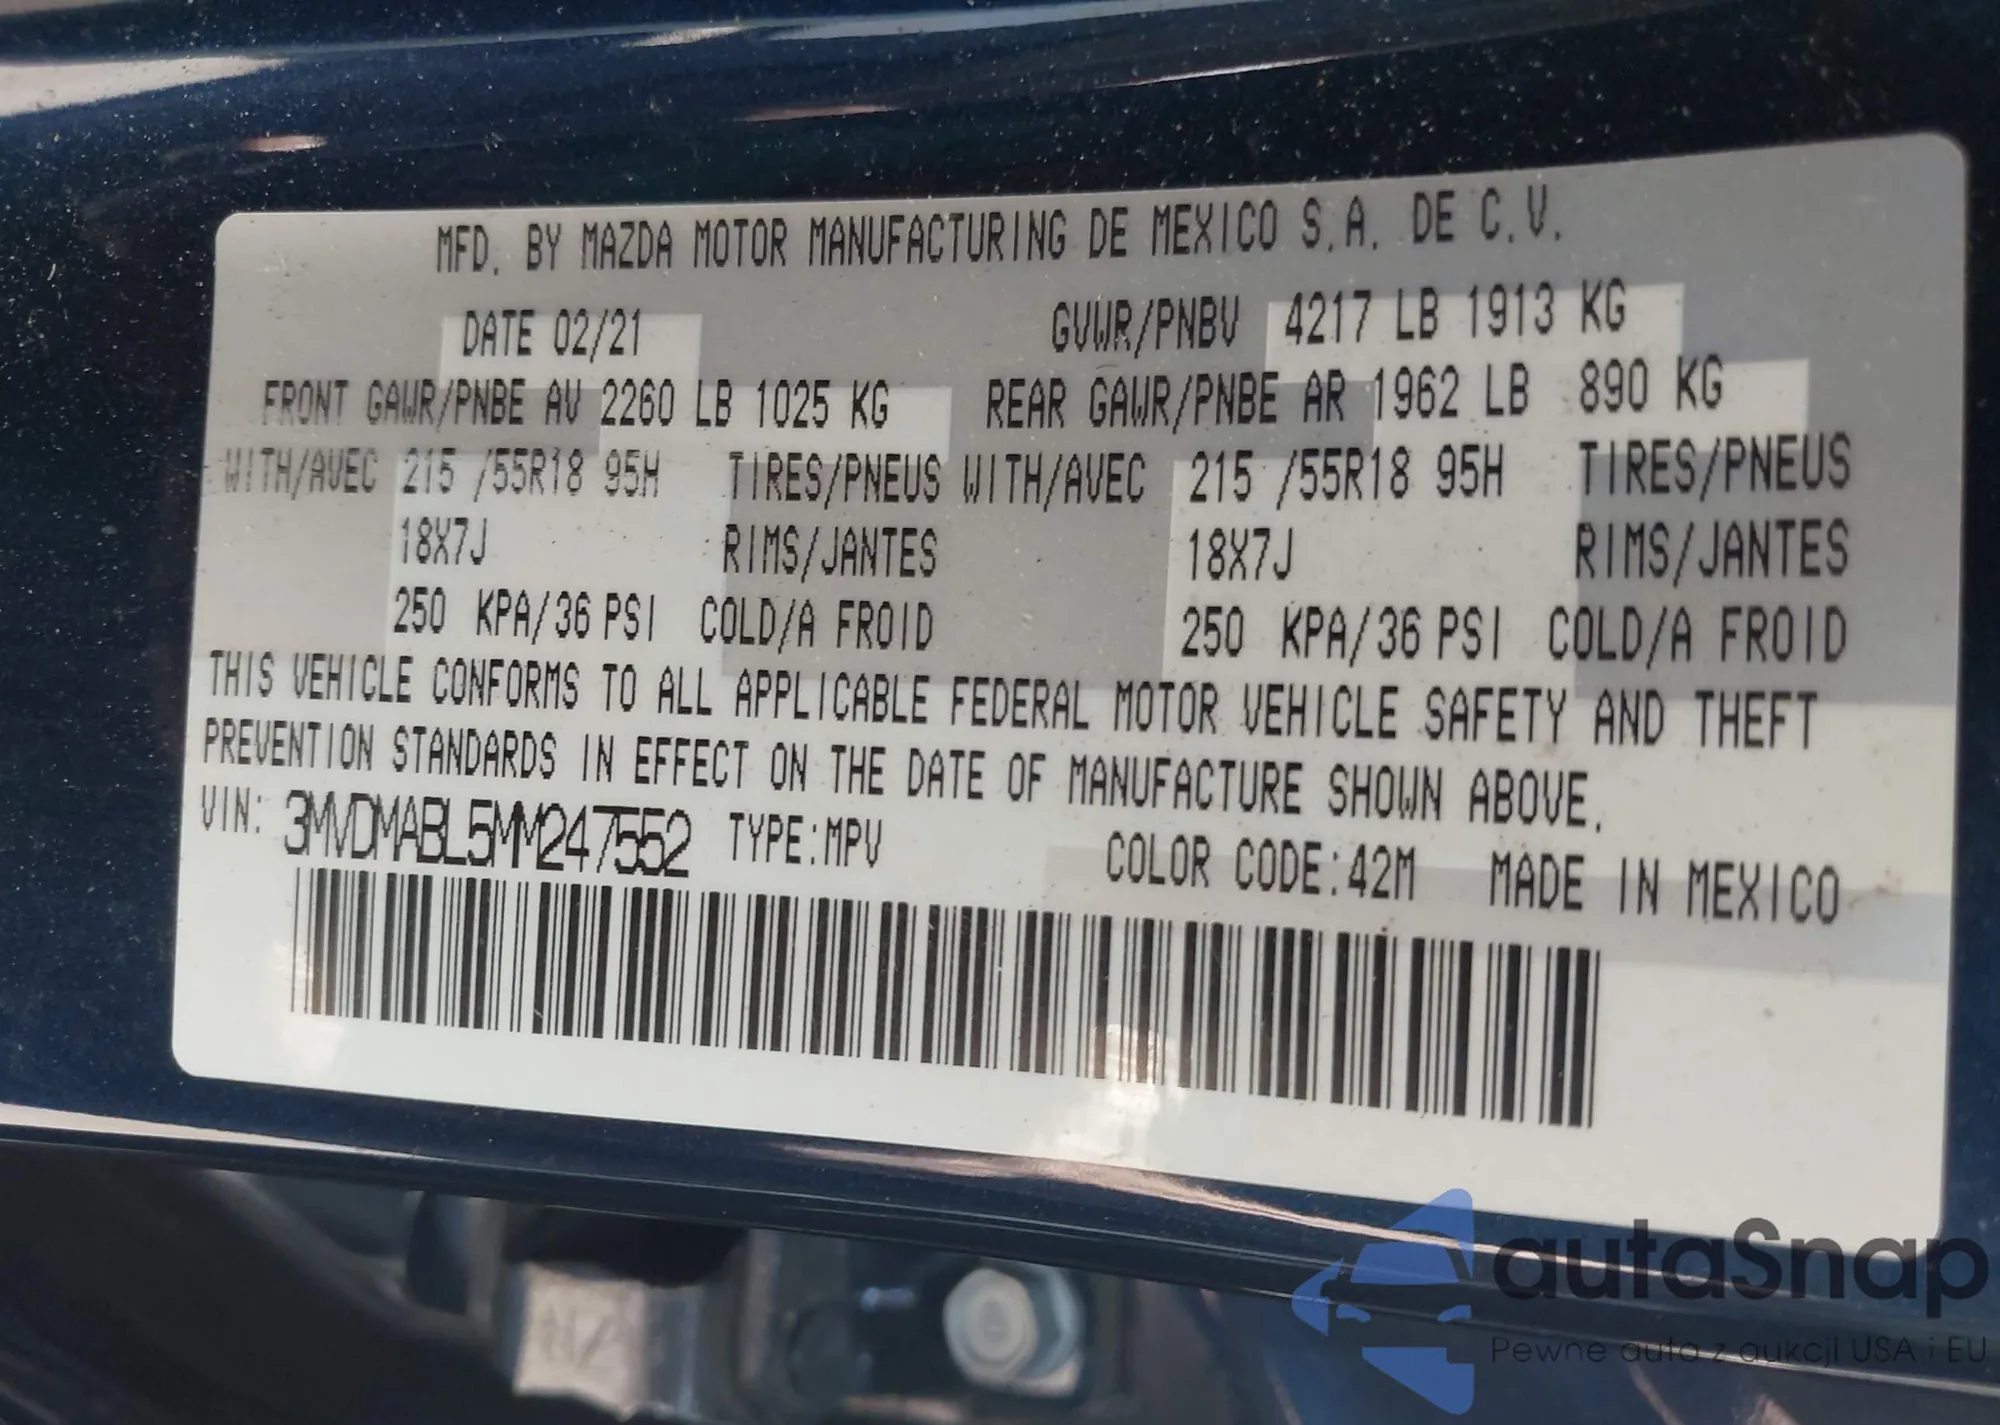 MFD. BY MAZDA MOTOR MANUFACTURING DE MEXICO S.A. DE C.V.
DATE 02/21 GVWR/PNBV 4217 LB 1913 KG
FRONT GAWR/PNBE AV 2260 LB 1025 KG REAR GAWR/PNBE AR 1962 LB 890 KG
WITH/AVEC 215 /55R18 95H TIRES/PNEUS WITH/AVEC 215 /55R18 95H TIRES/PNEUS
18X7J RIMS/JANTES 18X7J RIMS/JANTES
250 KPA/36 PSI COLD/A FROID 250 KPA/36 PSI COLD/A FROID
THIS VEHICLE CONFORMS TO ALL APPLICABLE FEDERAL MOTOR VEHICLE SAFETY AND THEFT
PREVENTION STANDARDS IN EFFECT ON THE DATE OF MANUFACTURE SHOWN ABOVE.
VIN: 3MVDMABL5MM247552 TYPE:MPV COLOR CODE:42M MADE IN MEXICO
autaSnap
Pewne auta z aukcji USA i EU